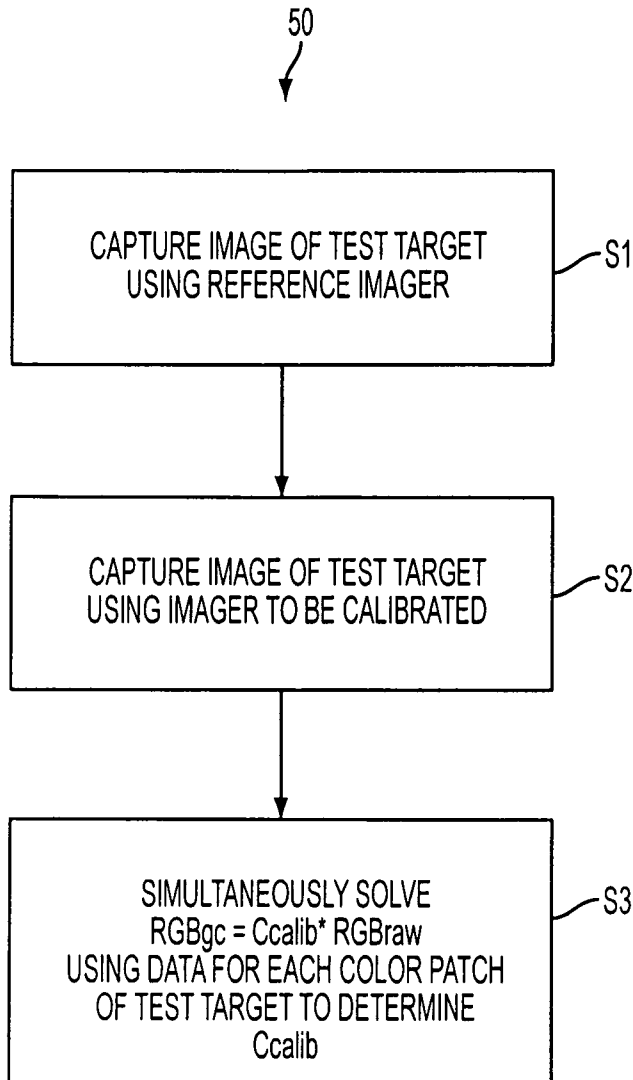 50
CAPTURE IMAGE OF TEST TARGET
USING REFERENCE IMAGER
S1
CAPTURE IMAGE OF TEST TARGET
USING IMAGER TO BE CALIBRATED
S2
SIMULTANEOUSLY SOLVE
RGBgc = Ccalib* RGBraw
USING DATA FOR EACH COLOR PATCH
OF TEST TARGET TO DETERMINE
Ccalib
S3